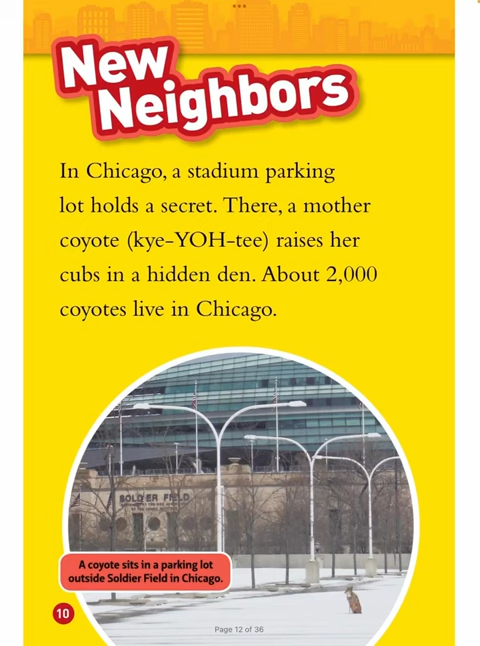 New
Neighbors
In Chicago, a stadium parking
lot holds a secret. There, a mother
coyote (kye-YOH-tee) raises her
cubs in a hidden den. About 2,000
coyotes live in Chicago.
SOLDIER FIELD
A coyote sits in a parking lot
outside Soldier Field in Chicago.
10
Page 12 of 36